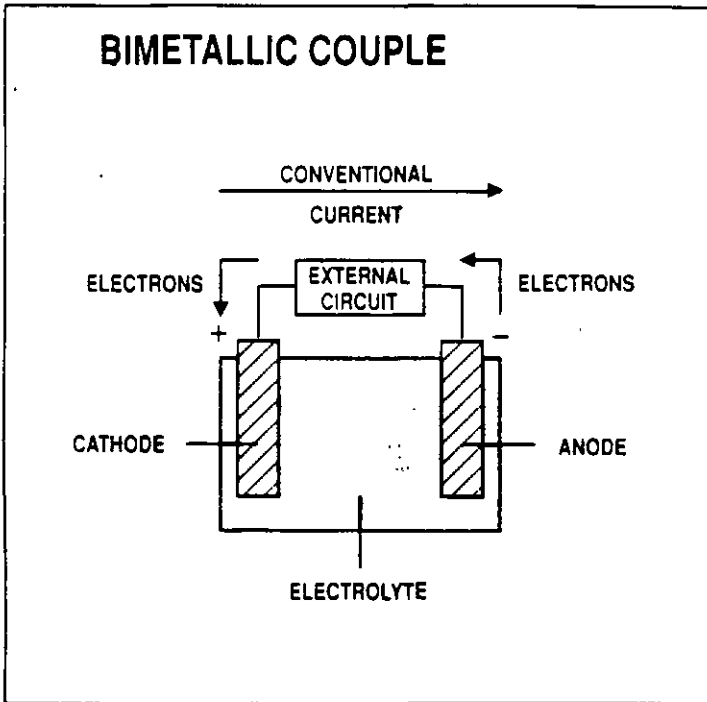 BIMETALLIC COUPLE
CONVENTIONAL
CURRENT
ELECTRONS
EXTERNAL
CIRCUIT
ELECTRONS
+
−
CATHODE
ANODE
ELECTROLYTE